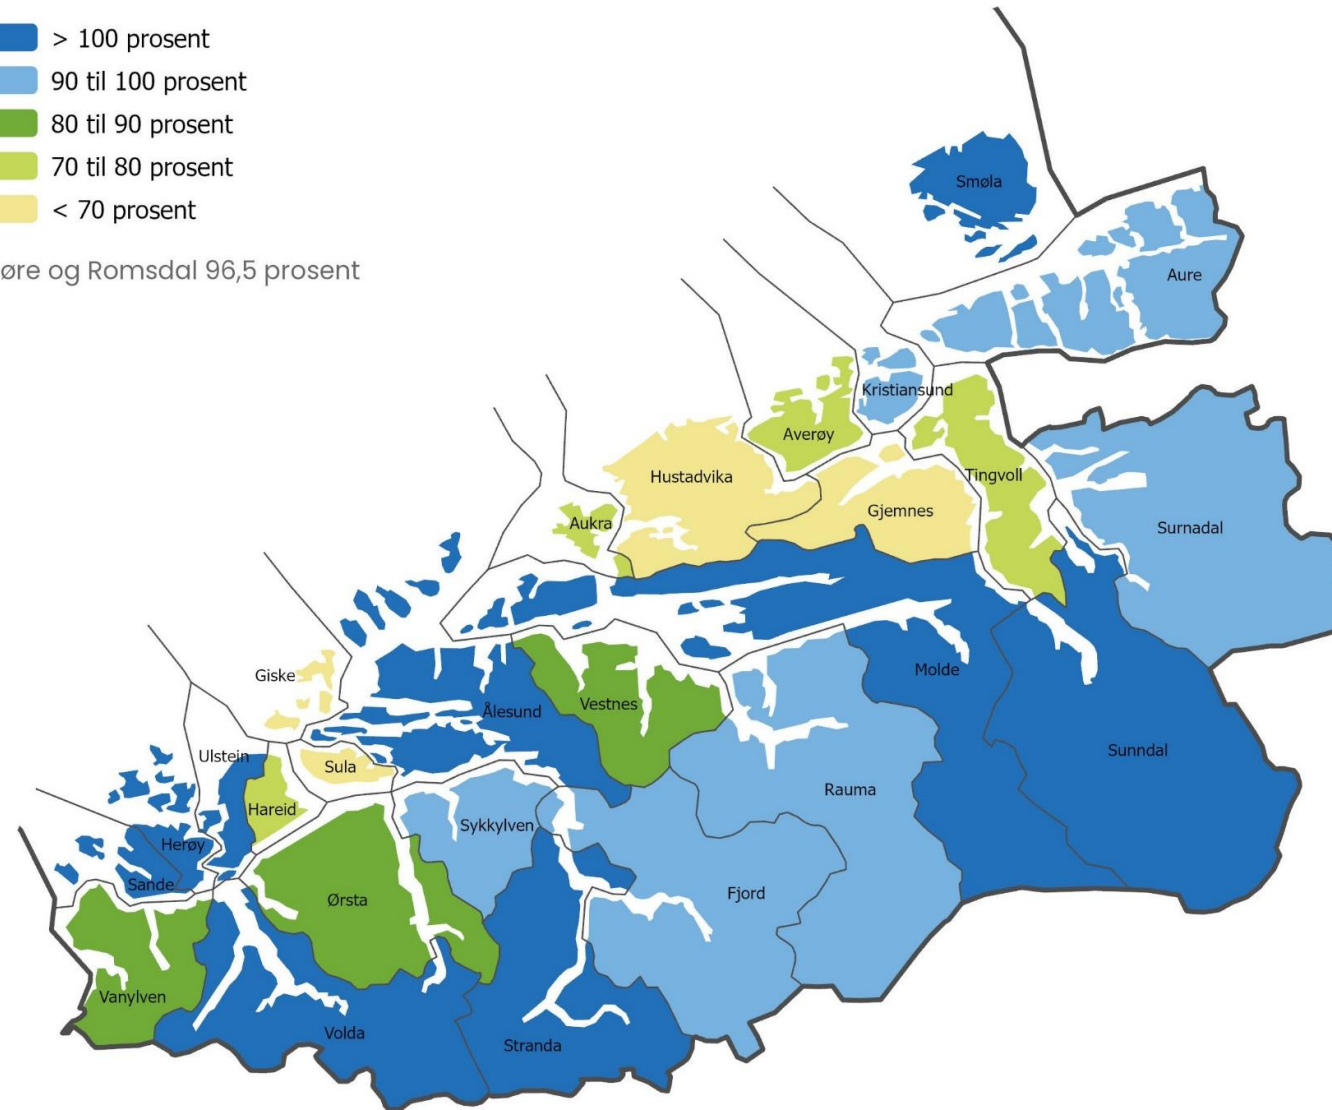 > 100 prosent
90 til 100 prosent
80 til 90 prosent
70 til 80 prosent
< 70 prosent
øre og Romsdal 96,5 prosent
Smøla
Aure
Kristiansund
Averøy
Tingvoll
Hustadvika
Gjemnes
Aukra
Surnadal
Molde
Giske
Vestnes
Ålesund
Sunndal
Ulstein
Sula
Rauma
Hareid
Sykkylven
Herøy
Sande
Fjord
Ørsta
Vanylven
Volda
Stranda